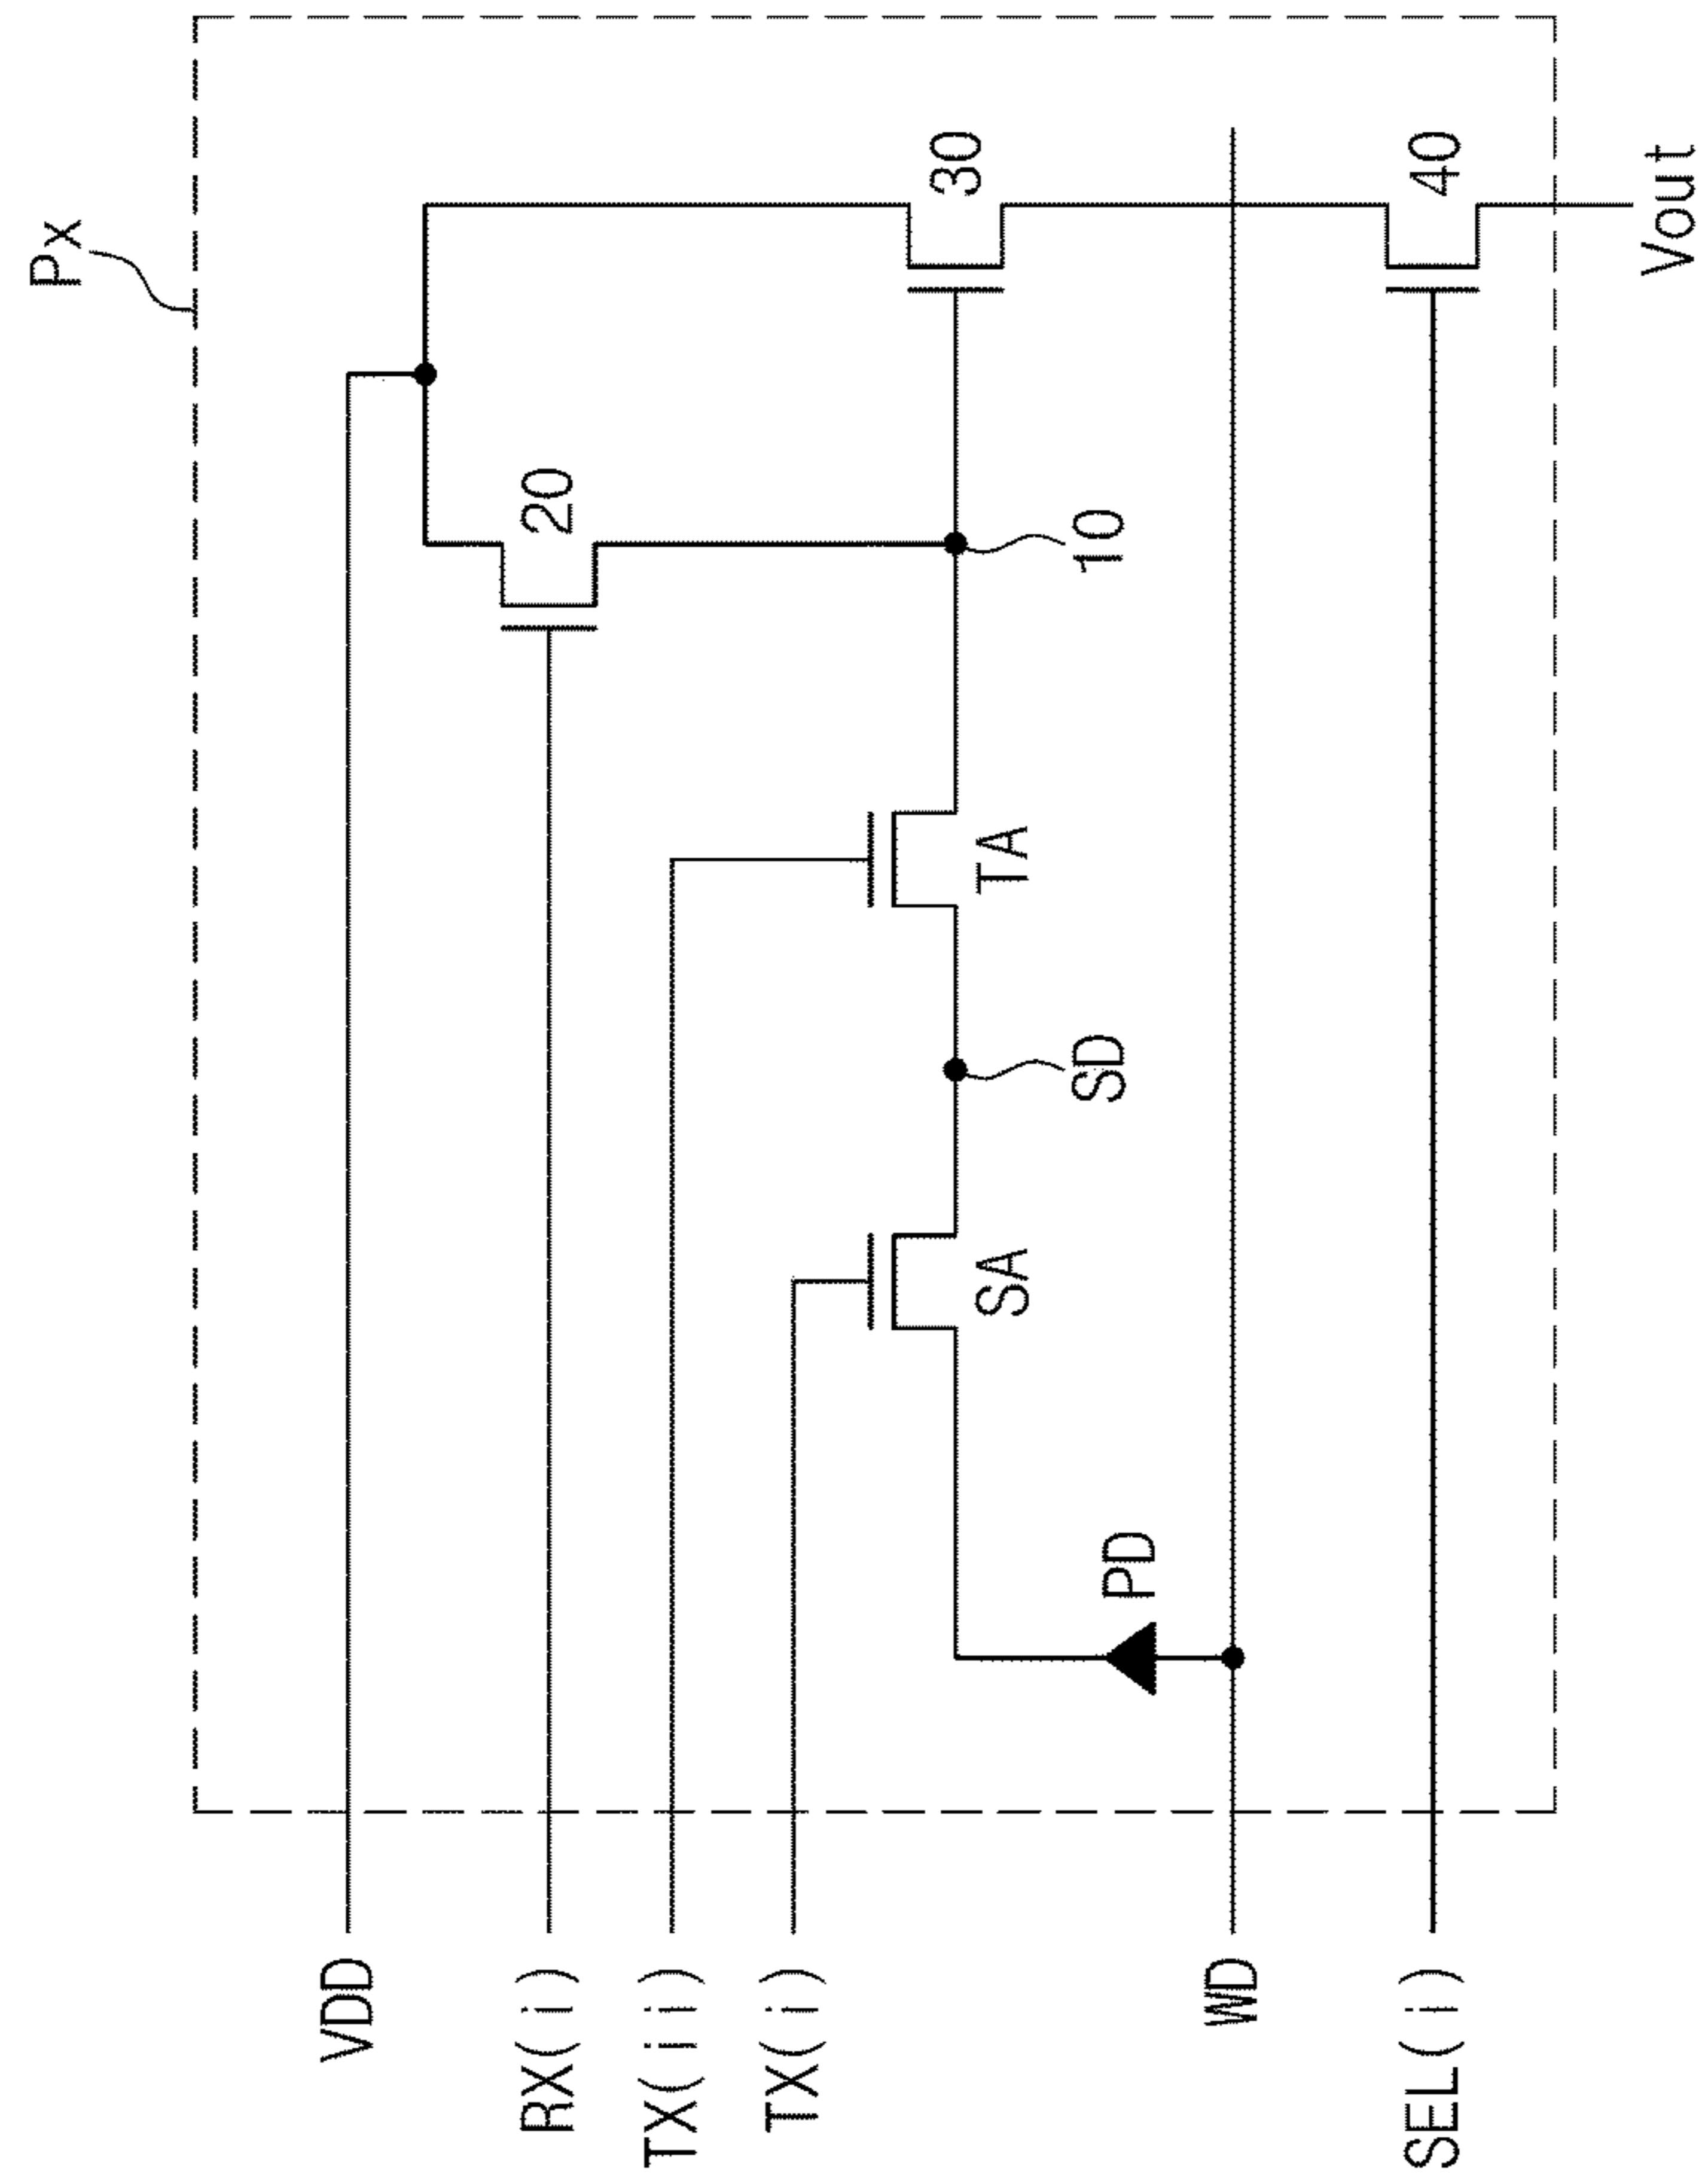 Px
VDD
RX(i)
TX(ii)
TX(i)
WD
SEL(i)
20
30
40
10
TA
SD
SA
PD
Vout